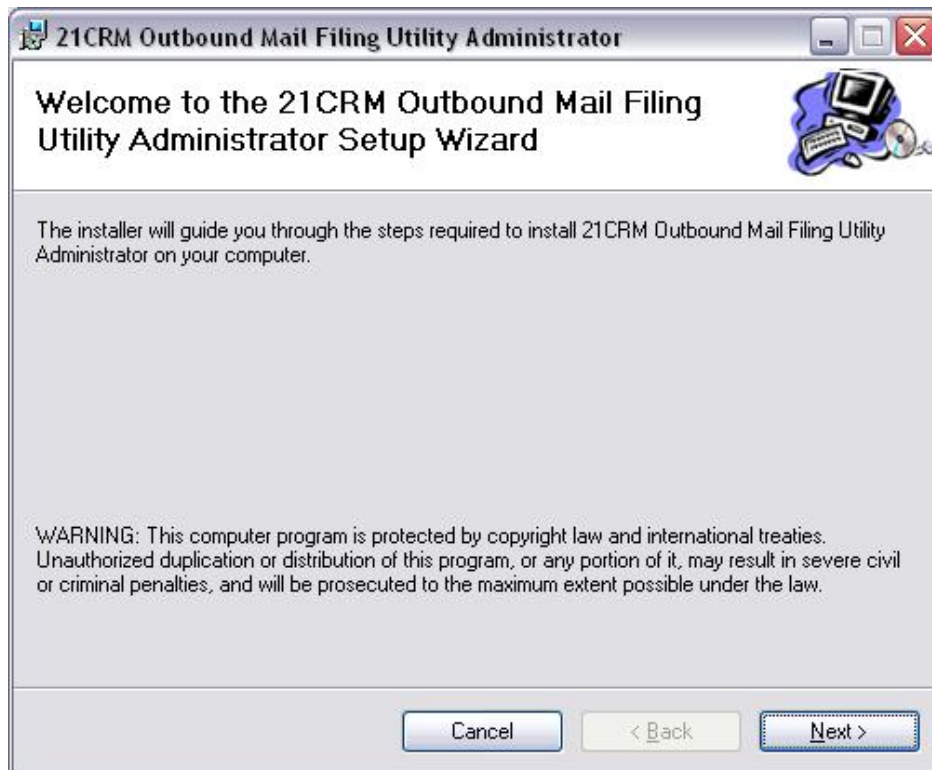 21CRM Outbound Mail Filing Utility Administrator
Welcome to the 21CRM Outbound Mail Filing
Utility Administrator Setup Wizard
The installer will guide you through the steps required to install 21CRM Outbound Mail Filing Utility
Administrator on your computer.
WARNING: This computer program is protected by copyright law and international treaties.
Unauthorized duplication or distribution of this program, or any portion of it, may result in severe civil
or criminal penalties, and will be prosecuted to the maximum extent possible under the law.
Cancel
< Back
Next >